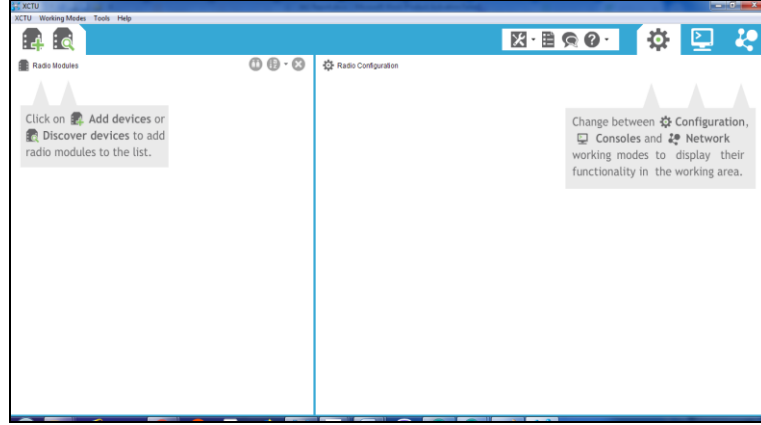 XCTU
XCTU Working Modes Tools Help
Radio Modules
Radio Configuration
Click on Add devices or
Discover devices to add
radio modules to the list.
Change between Configuration,
Consoles and Network
working modes to display their
functionality in the working area.